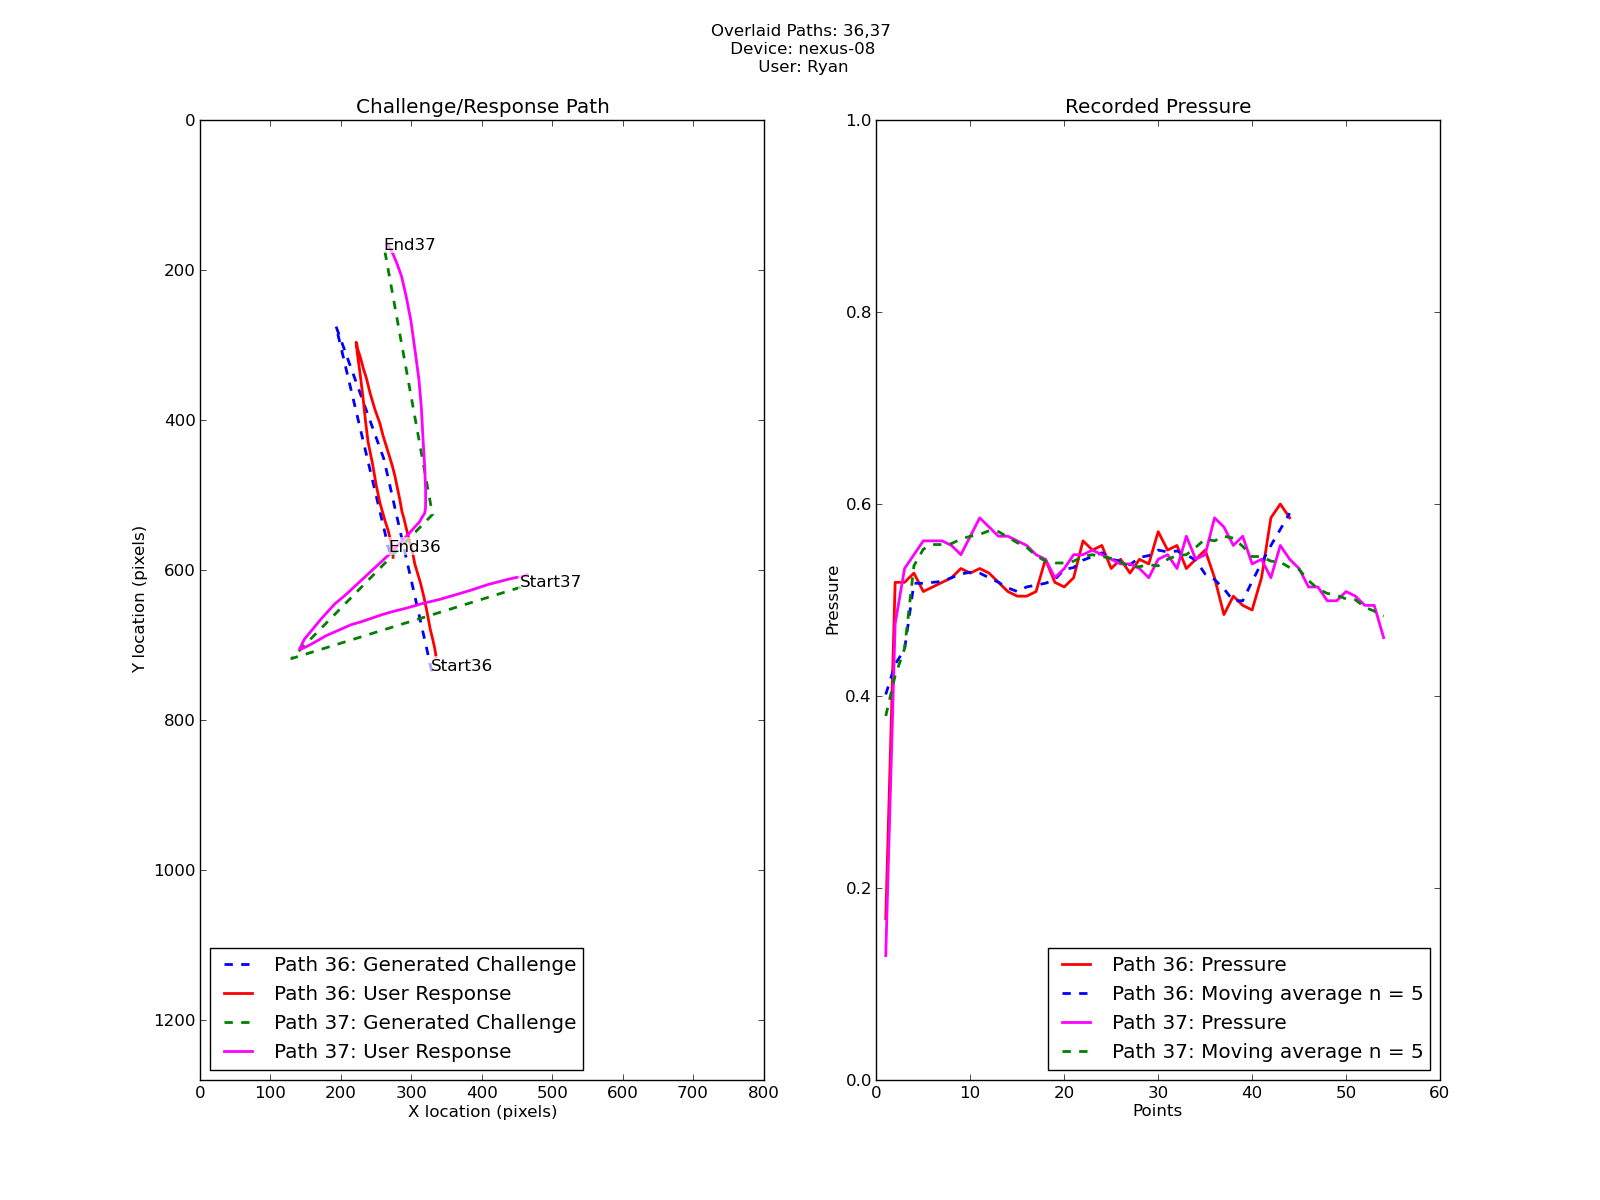 Overlaid Paths: 36,37
Device: nexus-08
User: Ryan
Challenge/Response Path
0
200
400
600
800
1000
1200
Y location (pixels)
End37
End36
Start37
Start36
Path 36: Generated Challenge
Path 36: User Response
Path 37: Generated Challenge
Path 37: User Response
0 100 200 300 400 500 600 700 800
X location (pixels)
Recorded Pressure
1.0
0.8
0.6
0.4
0.2
0.0
Pressure
Path 36: Pressure
Path 36: Moving average n = 5
Path 37: Pressure
Path 37: Moving average n = 5
0 10 20 30 40 50 60
Points